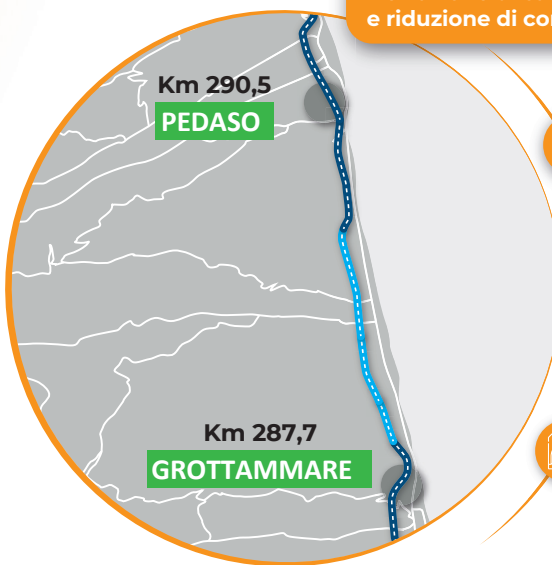 e riduzione di co
Km 290,5
PEDASO
Km 287,7
GROTTAMMARE